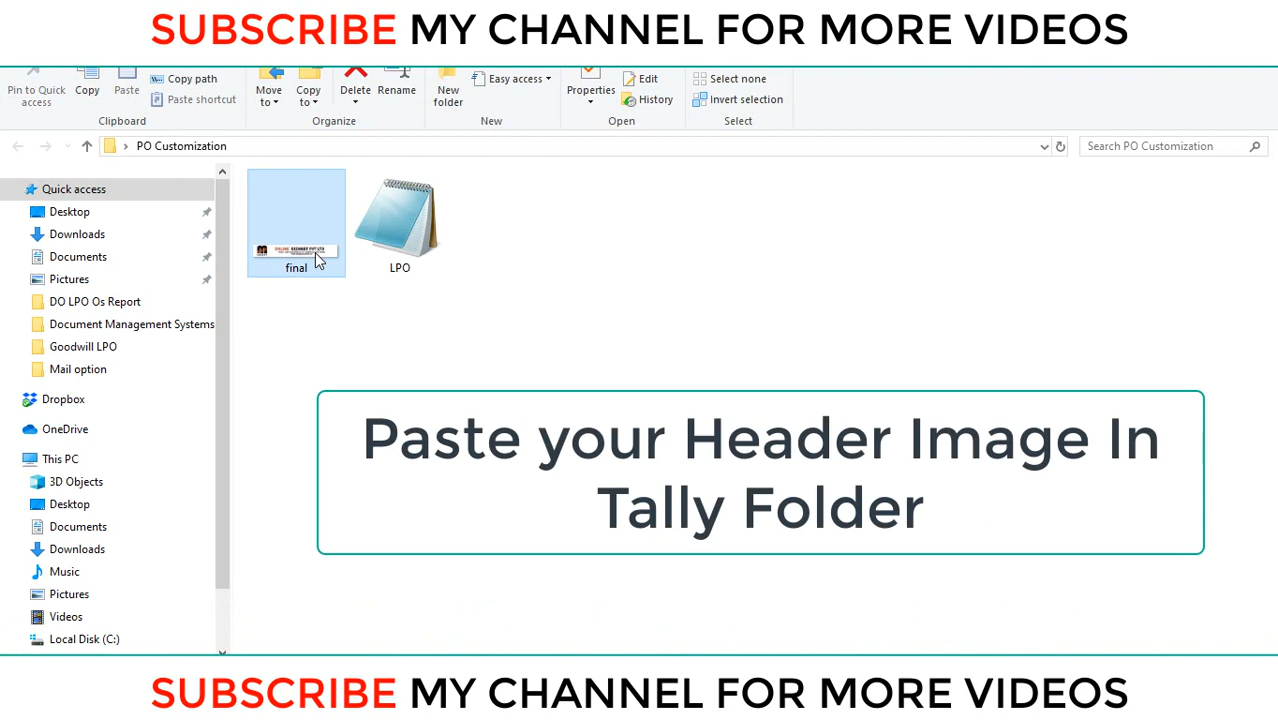 SUBSCRIBE MY CHANNEL FOR MORE VIDEOS
Pin to Quick access
Copy
Paste
Copy path
Paste shortcut
Clipboard
Move to
Copy to
Delete
Rename
Organize
New folder
Easy access
New
Properties
Edit
History
Open
Select none
Invert selection
Select
PO Customization
Search PO Customization
Quick access
Desktop
Downloads
Documents
Pictures
DO LPO Os Report
Document Management Systems
Goodwill LPO
Mail option
Dropbox
OneDrive
This PC
3D Objects
Desktop
Documents
Downloads
Music
Pictures
Videos
Local Disk (C:)
final
LPO
Paste your Header Image In
Tally Folder
SUBSCRIBE MY CHANNEL FOR MORE VIDEOS